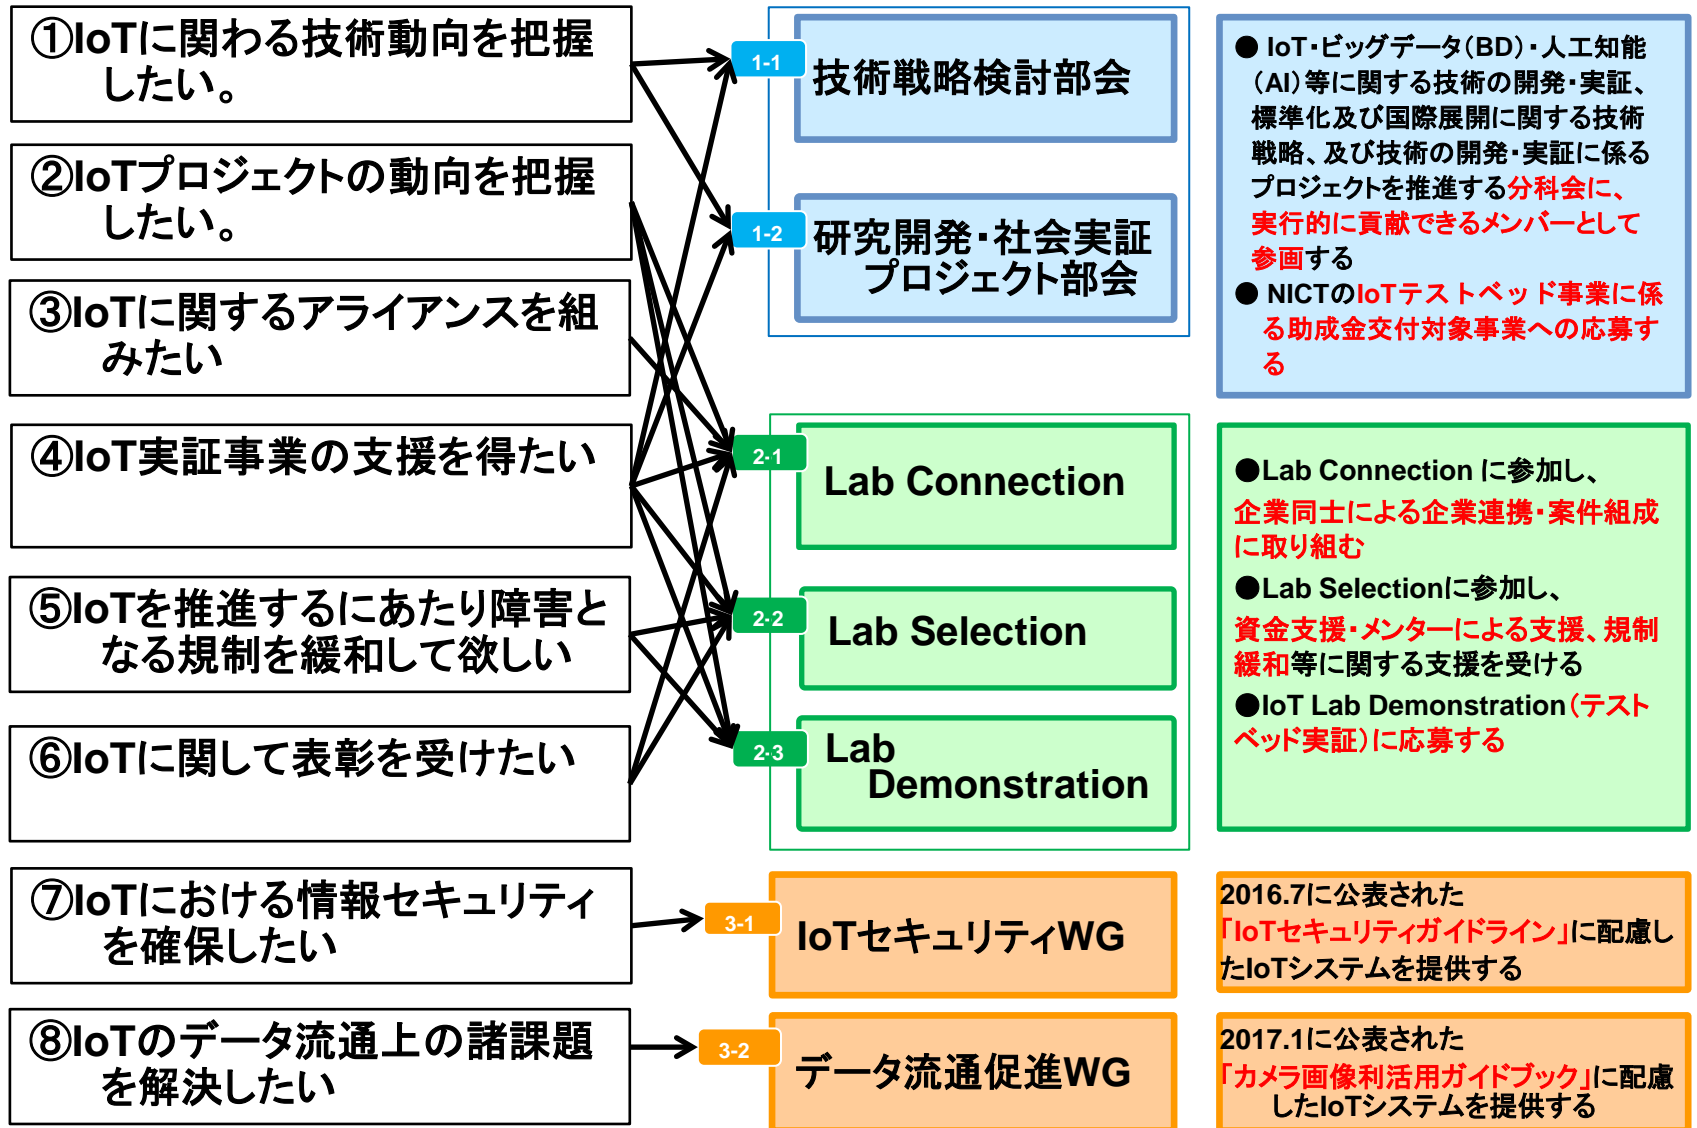 ①IoTに関わる技術動向を把握
したい。
②IoTプロジェクトの動向を把握
したい。
③IoTに関するアライアンスを組
みたい
④IoT実証事業の支援を得たい
⑤IoTを推進するにあたり障害と
なる規制を緩和して欲しい
⑥IoTに関して表彰を受けたい
⑦IoTにおける情報セキュリティ
を確保したい
⑧IoTのデータ流通上の諸課題
を解決したい
1-1
技術戦略検討部会
1-2
研究開発・社会実証
プロジェクト部会
2-1
Lab Connection
2-2
Lab Selection
2-3
Lab
Demonstration
3-1
IoTセキュリティWG
3-2
データ流通促進WG
● IoT・ビッグデータ(BD)・人工知能
(AI)等に関する技術の開発・実証、
標準化及び国際展開に関する技術
戦略、及び技術の開発・実証に係る
プロジェクトを推進する分科会に、
実行的に貢献できるメンバーとして
参画する
● NICTのIoTテストベッド事業に係
る助成金交付対象事業への応募す
る
●Lab Connection に参加し、
企業同士による企業連携・案件組成
に取り組む
●Lab Selectionに参加し、
資金支援・メンターによる支援、規制
緩和等に関する支援を受ける
●IoT Lab Demonstration(テスト
ベッド実証)に応募する
2016.7に公表された
「IoTセキュリティガイドライン」に配慮し
たIoTシステムを提供する
2017.1に公表された
「カメラ画像利活用ガイドブック」に配慮
したIoTシステムを提供する